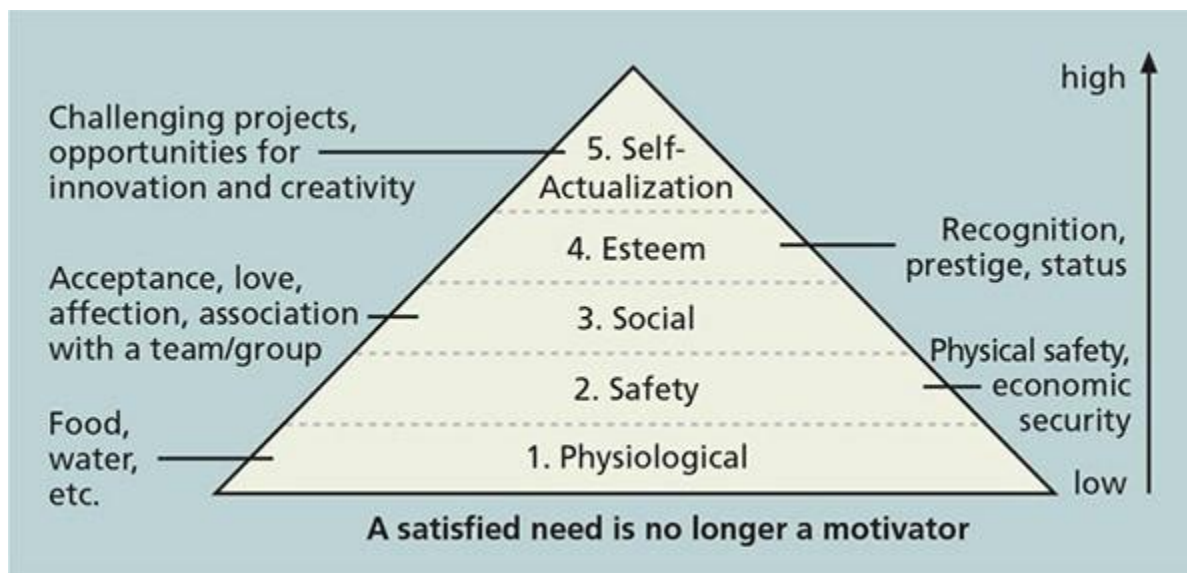 high
Challenging projects,
opportunities for
innovation and creativity
5. Self-
Actualization
Recognition,
prestige, status
4. Esteem
Acceptance, love,
affection, association
with a team/group
3. Social
Physical safety,
economic
security
2. Safety
Food,
water,
etc.
1. Physiological
low
A satisfied need is no longer a motivator